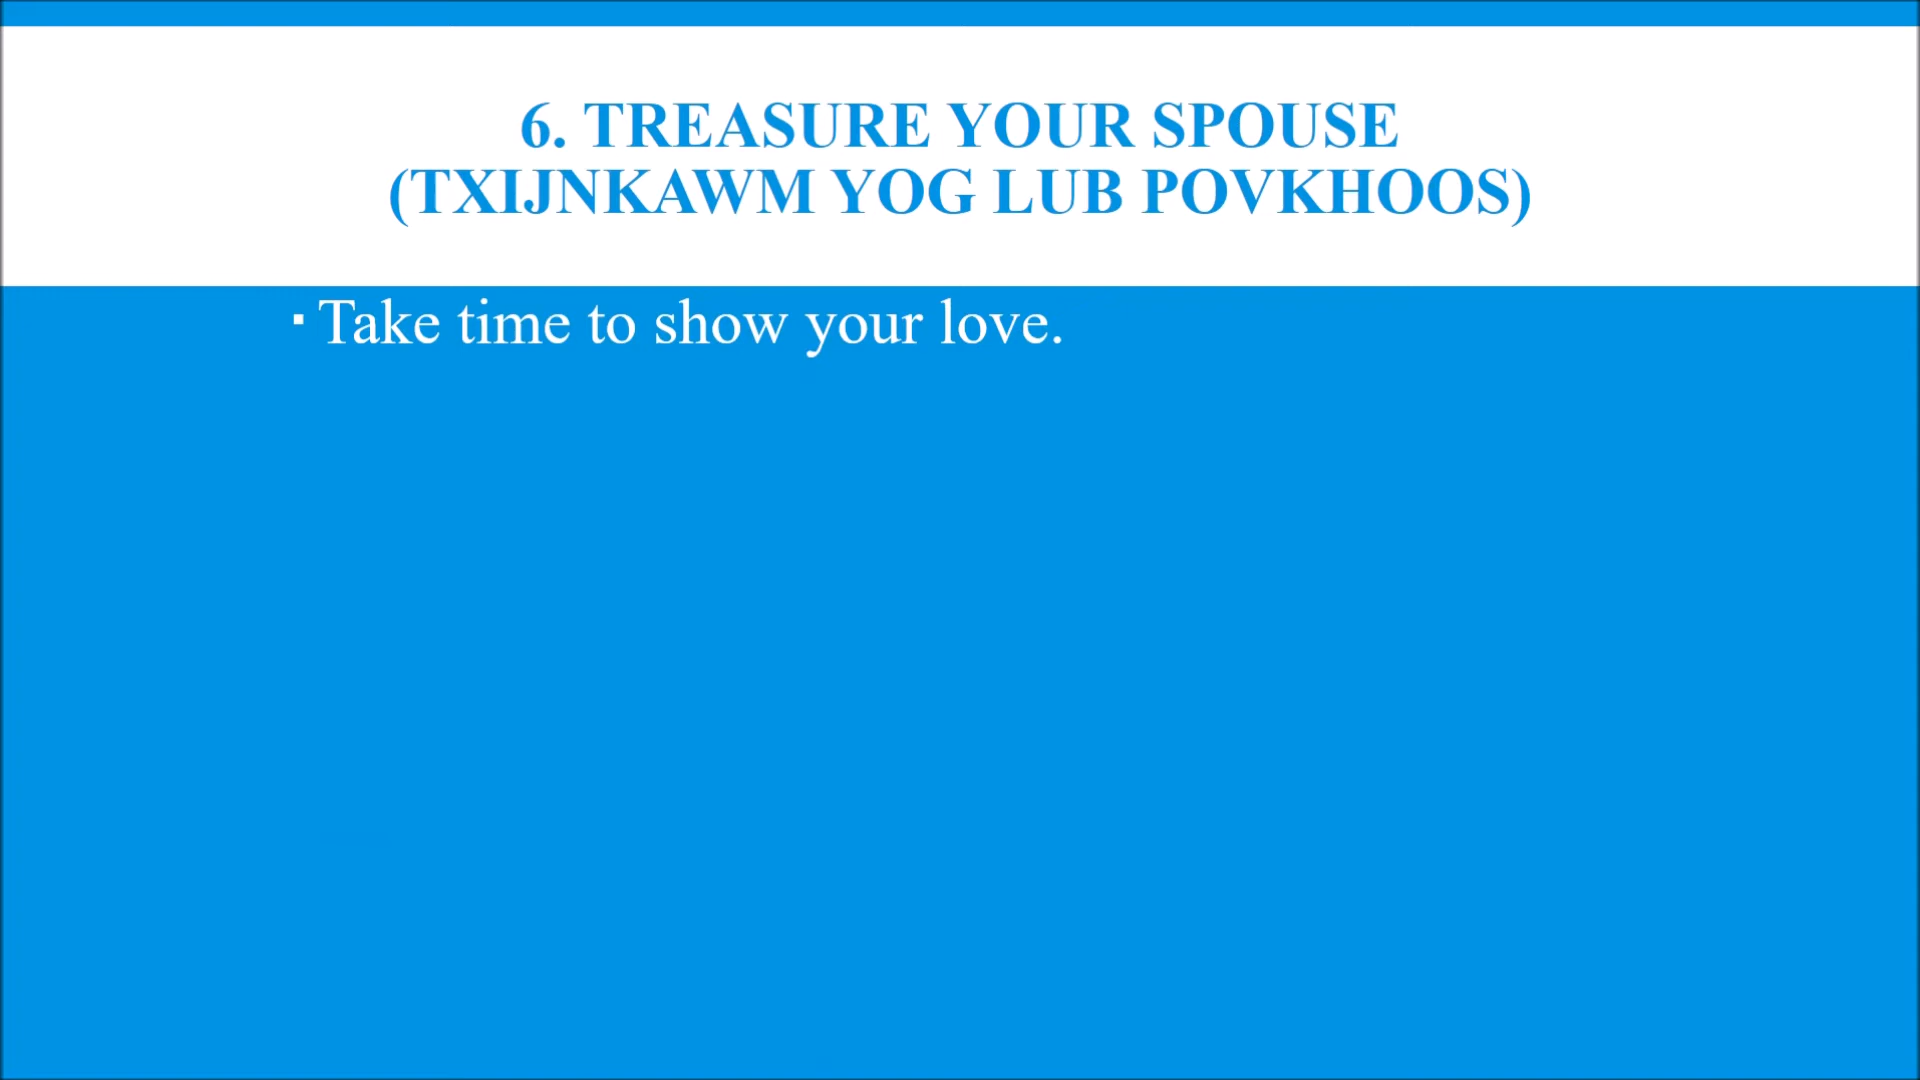 6. TREASURE YOUR SPOUSE
(TXIJNKAWM YOG LUB POVKHOOS)
▪ Take time to show your love.